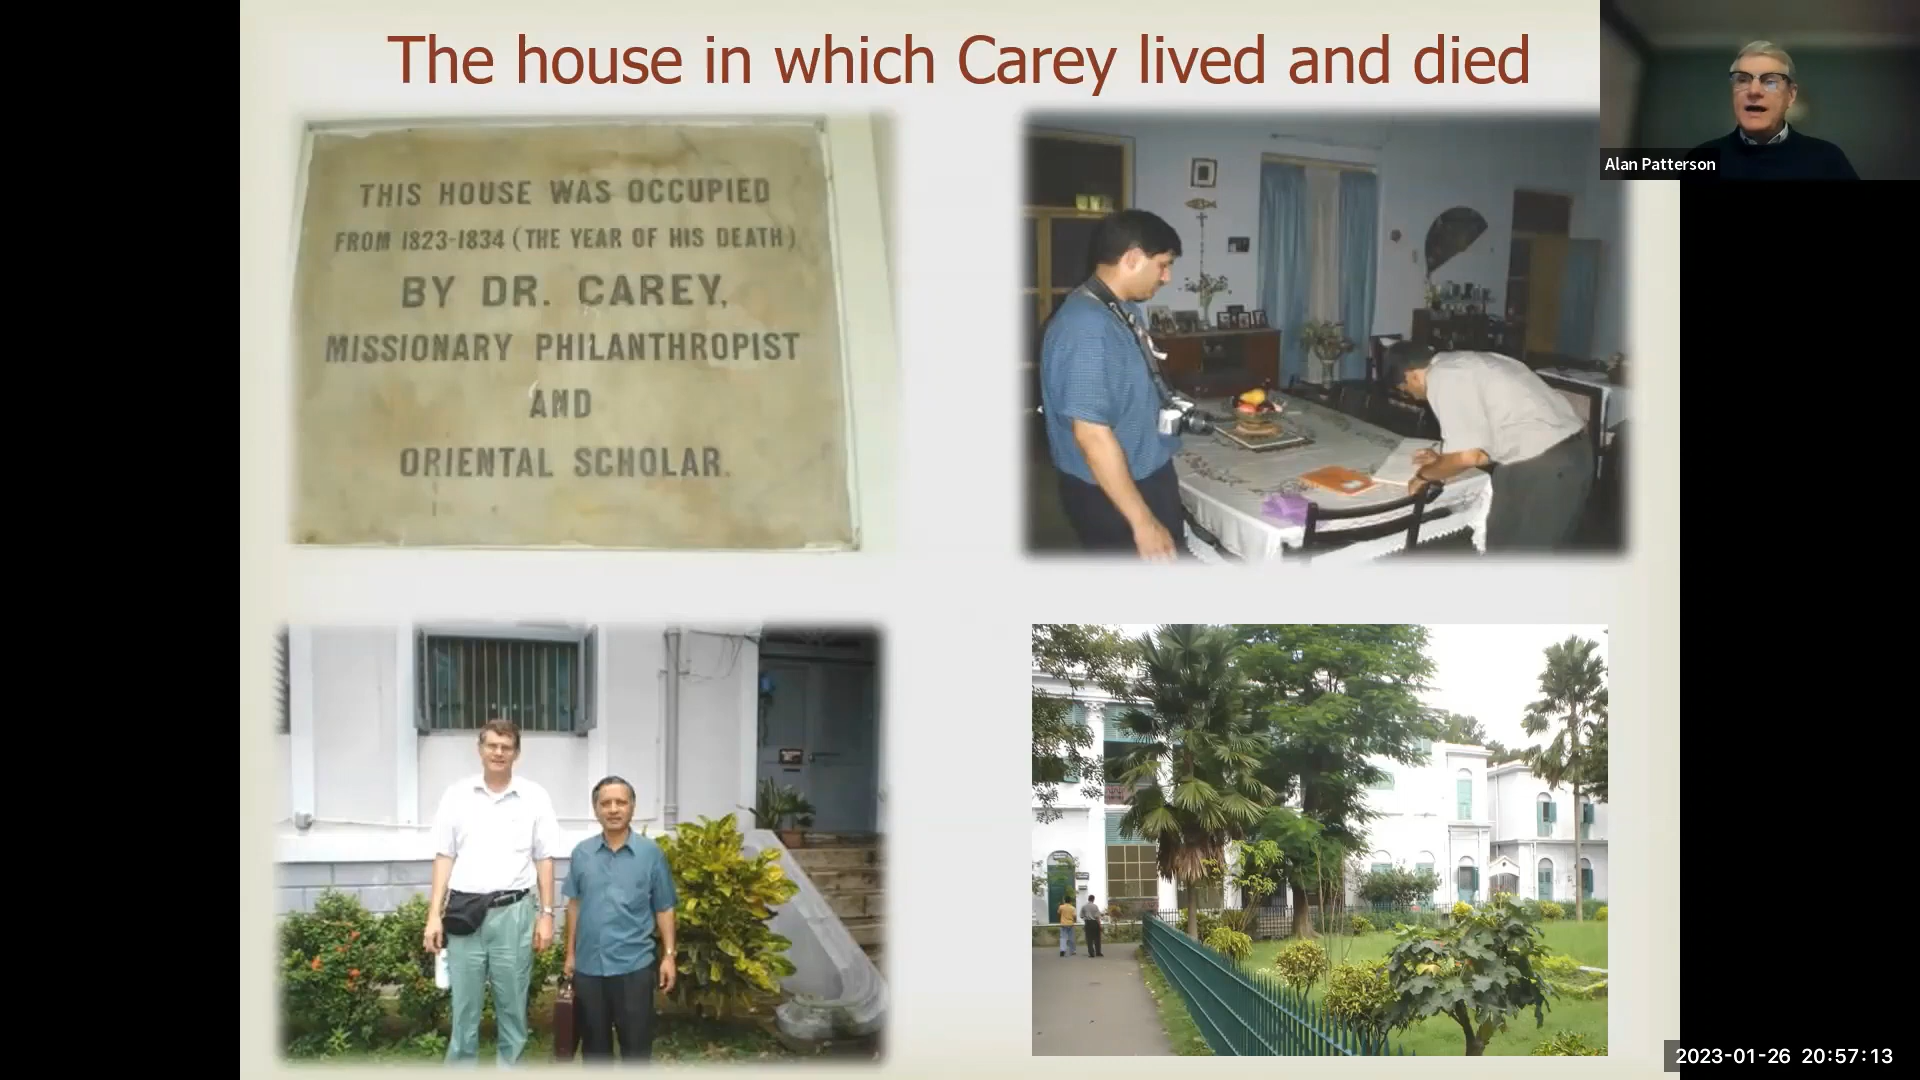 The house in which Carey lived and died
THIS HOUSE WAS OCCUPIED
FROM 1823-1834 (THE YEAR OF HIS DEATH)
BY DR. CAREY,
MISSIONARY PHILANTHROPIST
AND
ORIENTAL SCHOLAR.
Alan Patterson
2023-01-26 20:57:13